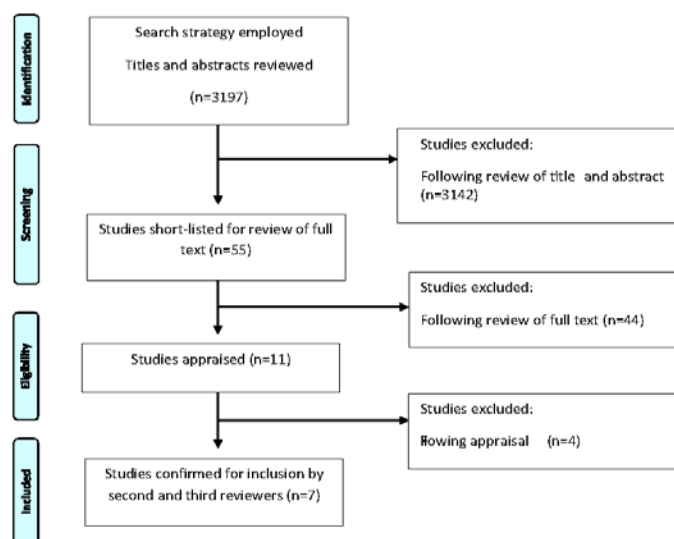 Identification
Search strategy employed
Titles and abstracts reviewed
(n=3197)
Studies excluded:
Following review of title and abstract
(n=3142)
Screening
Studies short-listed for review of full
text (n=55)
Studies excluded:
Following review of full text (n=44)
Eligibility
Studies appraised (n=11)
Studies excluded:
appraisal (n=4)
Included
Studies confirmed for inclusion by
second and third reviewers (n=7)